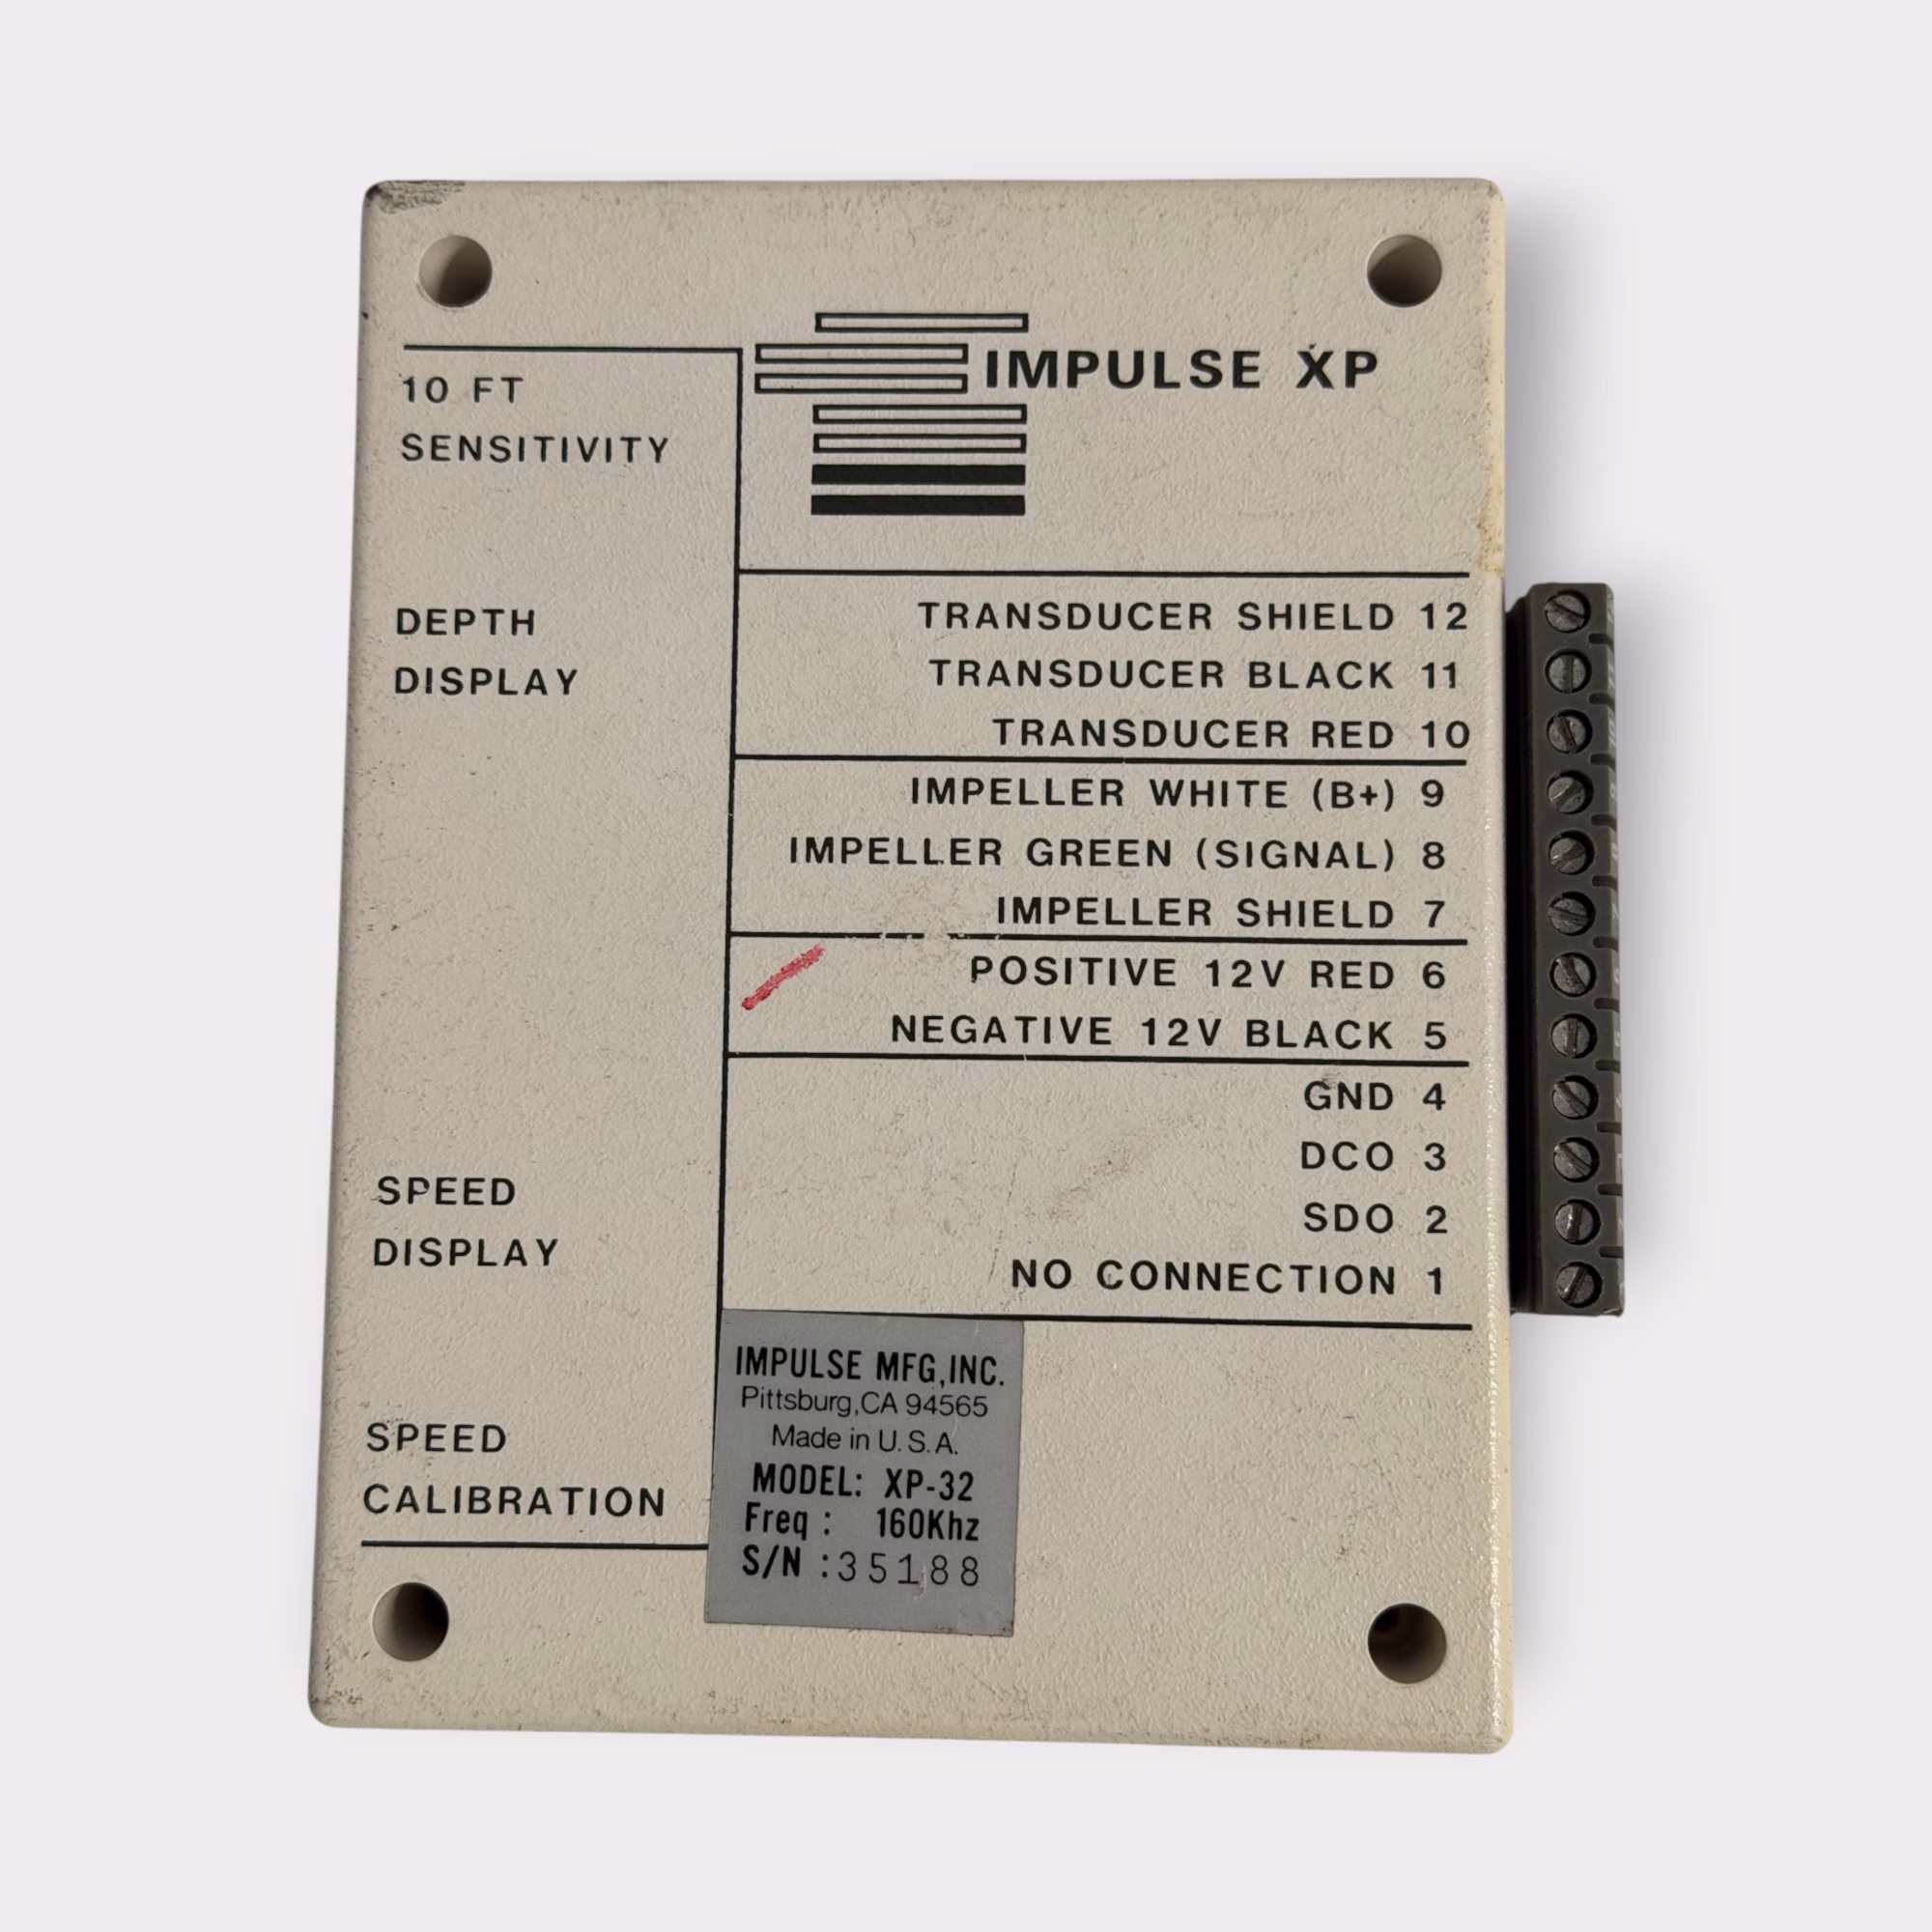 10 FT
SENSITIVITY
DEPTH
DISPLAY
SPEED
DISPLAY
SPEED
CALIBRATION
IMPULSE XP
TRANSDUCER SHIELD 12
TRANSDUCER BLACK 11
TRANSDUCER RED 10
IMPELLER WHITE (B+) 9
IMPELLER GREEN (SIGNAL) 8
IMPELLER SHIELD 7
POSITIVE 12V RED 6
NEGATIVE 12V BLACK 5
GND 4
DCO 3
SDO 2
NO CONNECTION 1
IMPULSE MFG,INC.
Pittsburg,CA 94565
Made in U.S.A.
MODEL: XP-32
Freq : 160Khz
S/N :35188